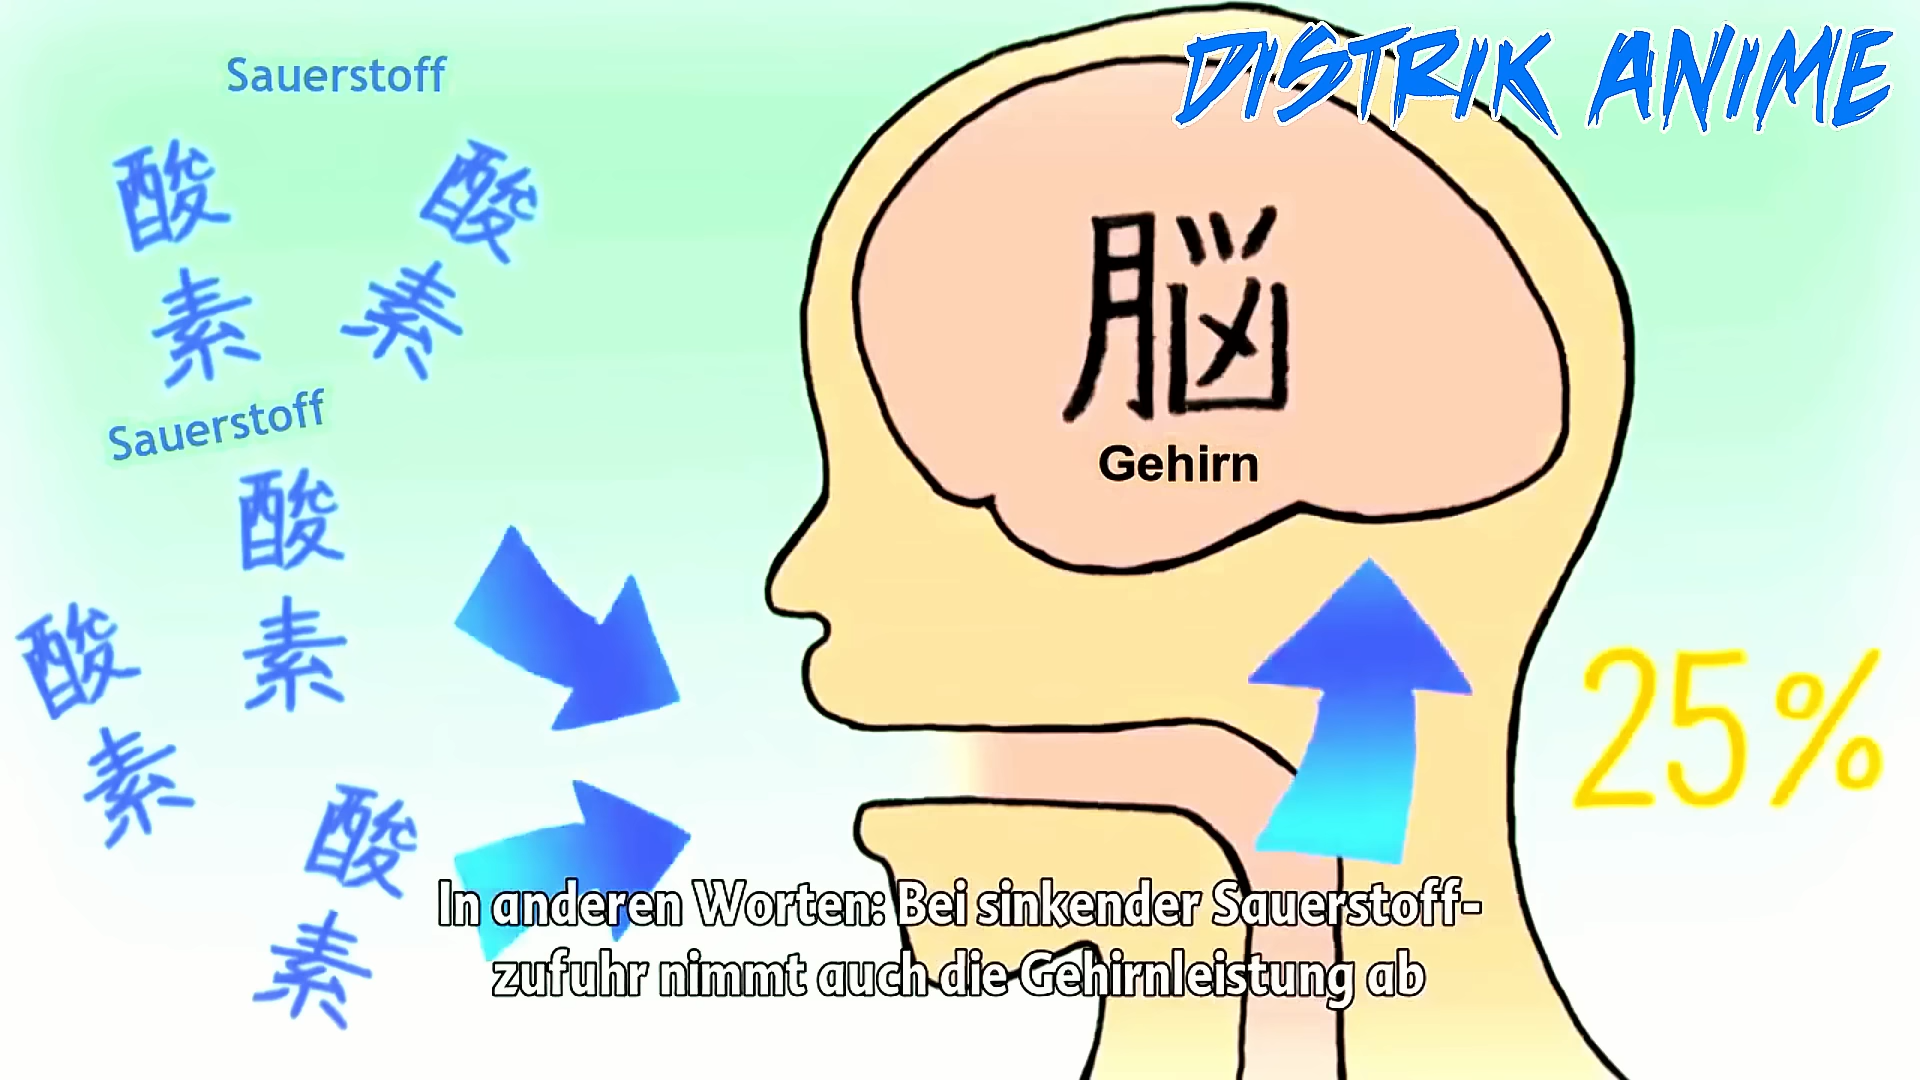 DISTRIK ANIME
Sauerstoff
酸素
酸素
Sauerstoff
酸素
酸素
酸素
脳
Gehirn
25%
In anderen Worten: Bei sinkender Sauerstoff-
zufuhr nimmt auch die Gehirnleistung ab